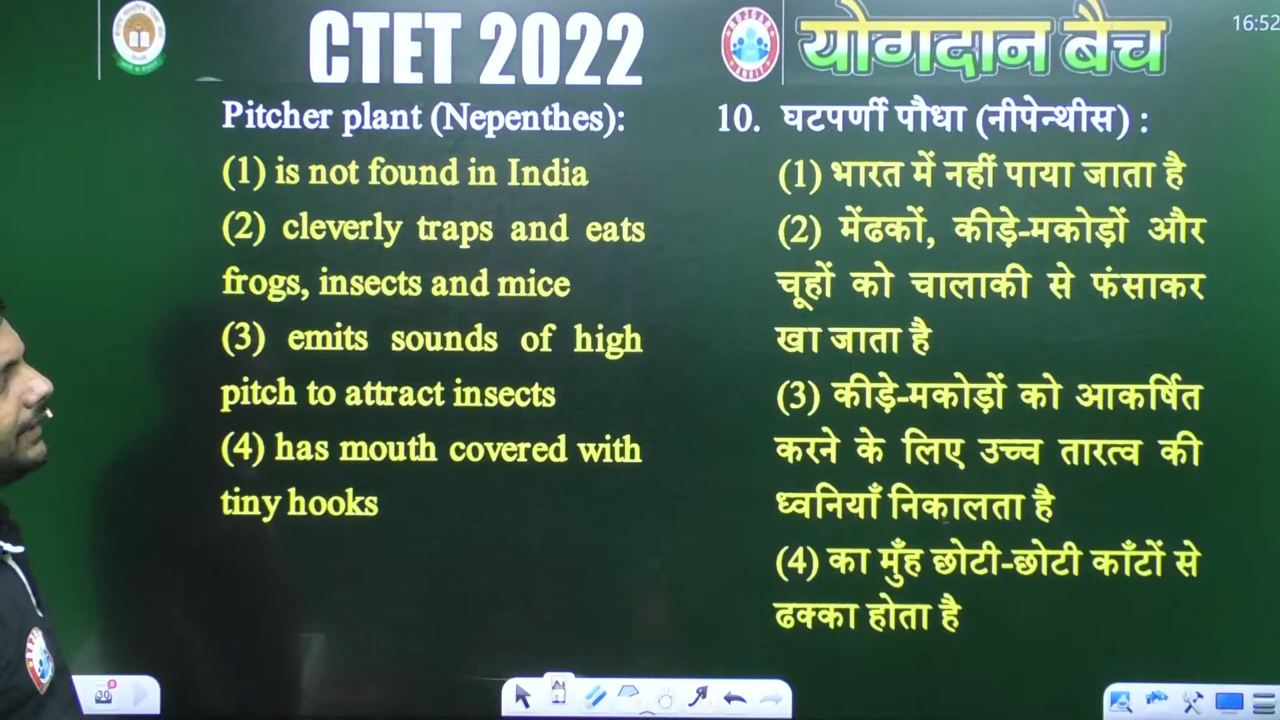 CTET 2022
योगदान बैच
16:52
Pitcher plant (Nepenthes):
(1) is not found in India
(2) cleverly traps and eats
frogs, insects and mice
(3) emits sounds of high
pitch to attract insects
(4) has mouth covered with
tiny hooks
10. घटपर्णी पौधा (नीपेन्थीस) :
(1) भारत में नहीं पाया जाता है
(2) मेंढकों, कीड़े-मकोड़ों और
चूहों को चालाकी से फंसाकर
खा जाता है
(3) कीड़े-मकोड़ों को आकर्षित
करने के लिए उच्च तारत्व की
ध्वनियाँ निकालता है
(4) का मुँह छोटी-छोटी काँटों से
ढक्का होता है
30